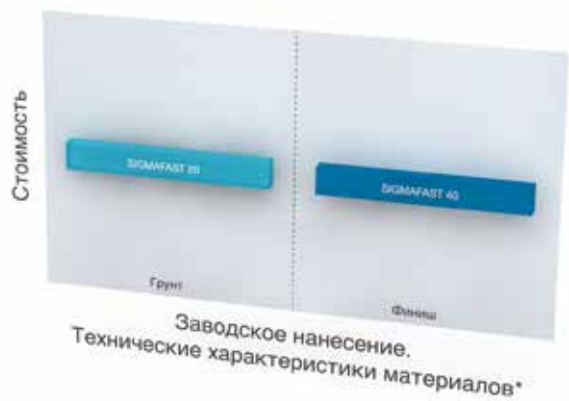 Стоимость
SIGMAFAST 20
SIGMAFAST 40
Грунт
Финиш
Заводское нанесение.
Технические характеристики материалов*